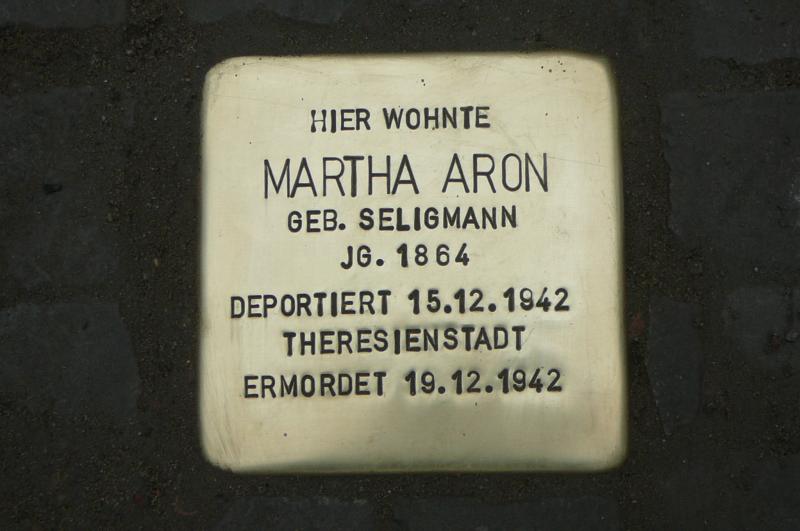 HIER WOHNTE
MARTHA ARON
GEB. SELIGMANN
JG. 1864
DEPORTIERT 15.12.1942
THERESIENSTADT
ERMORDET 19.12.1942